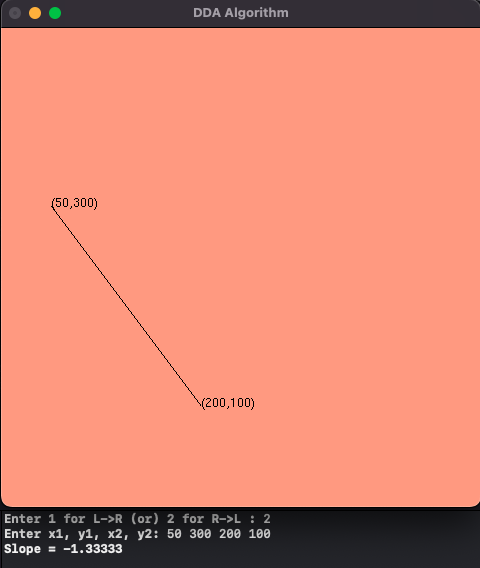 DDA Algorithm
(50,300)
(200,100)
Enter 1 for L->R (or) 2 for R->L : 2
Enter x1, y1, x2, y2: 50 300 200 100
Slope = -1.33333